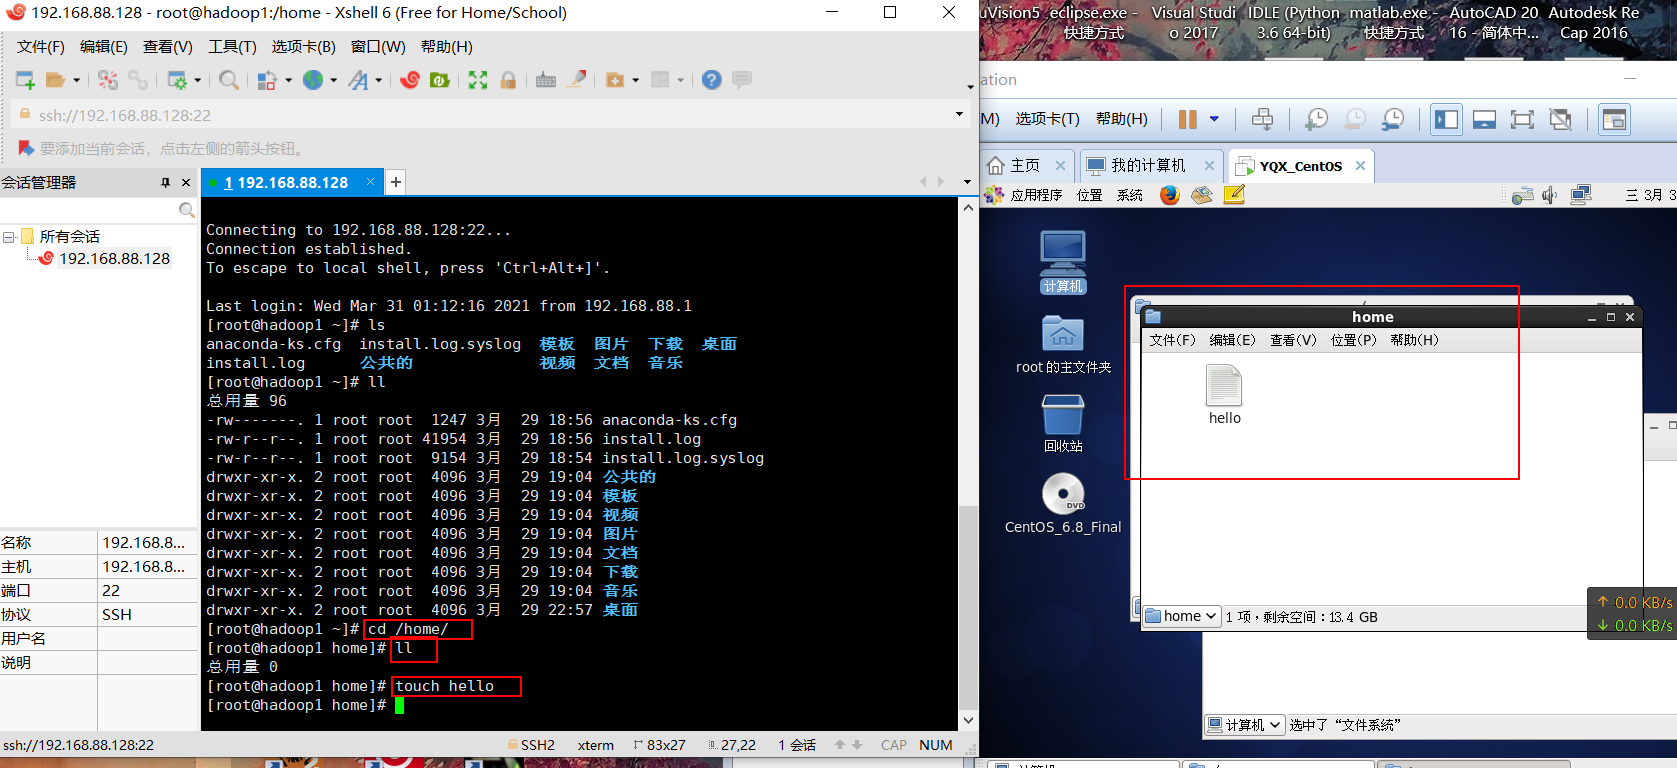 192.168.88.128 - root@hadoop1:/home - Xshell 6 (Free for Home/School)
文件(F) 编辑(E) 查看(V) 工具(T) 选项卡(B) 窗口(W) 帮助(H)
ssh://192.168.88.128:22
要添加当前会话，点击左侧的箭头按钮。
会话管理器
1 192.168.88.128
所有会话
192.168.88.128
名称 192.168.8...
主机 192.168.8...
端口 22
协议 SSH
用户名
说明
Connecting to 192.168.88.128:22...
Connection established.
To escape to local shell, press 'Ctrl+Alt+]'.
Last login: Wed Mar 31 01:12:16 2021 from 192.168.88.1
[root@hadoop1 ~]# ls
anaconda-ks.cfg install.log.syslog 模板 图片 下载 桌面
install.log 公共的 视频 文档 音乐
[root@hadoop1 ~]# ll
总用量 96
-rw-------. 1 root root 1247 3月 29 18:56 anaconda-ks.cfg
-rw-r--r--. 1 root root 41954 3月 29 18:56 install.log
-rw-r--r--. 1 root root 9154 3月 29 18:54 install.log.syslog
drwxr-xr-x. 2 root root 4096 3月 29 19:04 公共的
drwxr-xr-x. 2 root root 4096 3月 29 19:04 模板
drwxr-xr-x. 2 root root 4096 3月 29 19:04 视频
drwxr-xr-x. 2 root root 4096 3月 29 19:04 图片
drwxr-xr-x. 2 root root 4096 3月 29 19:04 文档
drwxr-xr-x. 2 root root 4096 3月 29 19:04 下载
drwxr-xr-x. 2 root root 4096 3月 29 19:04 音乐
drwxr-xr-x. 2 root root 4096 3月 29 22:57 桌面
[root@hadoop1 ~]# cd /home/
[root@hadoop1 home]# ll
总用量 0
[root@hadoop1 home]# touch hello
[root@hadoop1 home]#
ssh://192.168.88.128:22 SSH2 xterm 83x27 27,22 1 会话 CAP NUM
uVision5 eclipse.exe - 快捷方式
Visual Studio 2017
IDLE (Python 3.6 64-bit)
matlab.exe - 快捷方式
AutoCAD 2016 - 简体中...
Autodesk ReCap 2016
ation
(M) 选项卡(T) 帮助(H)
主页 我的计算机 YQX_CentOS
应用程序 位置 系统 三 3月 3
计算机
root 的主文件夹
回收站
DVD
CentOS_6.8_Final
/
home
文件(F) 编辑(E) 查看(V) 位置(P) 帮助(H)
hello
home 1 项，剩余空间：13.4 GB
0.0 KB/s
0.0 KB/s
计算机 选中了“文件系统”